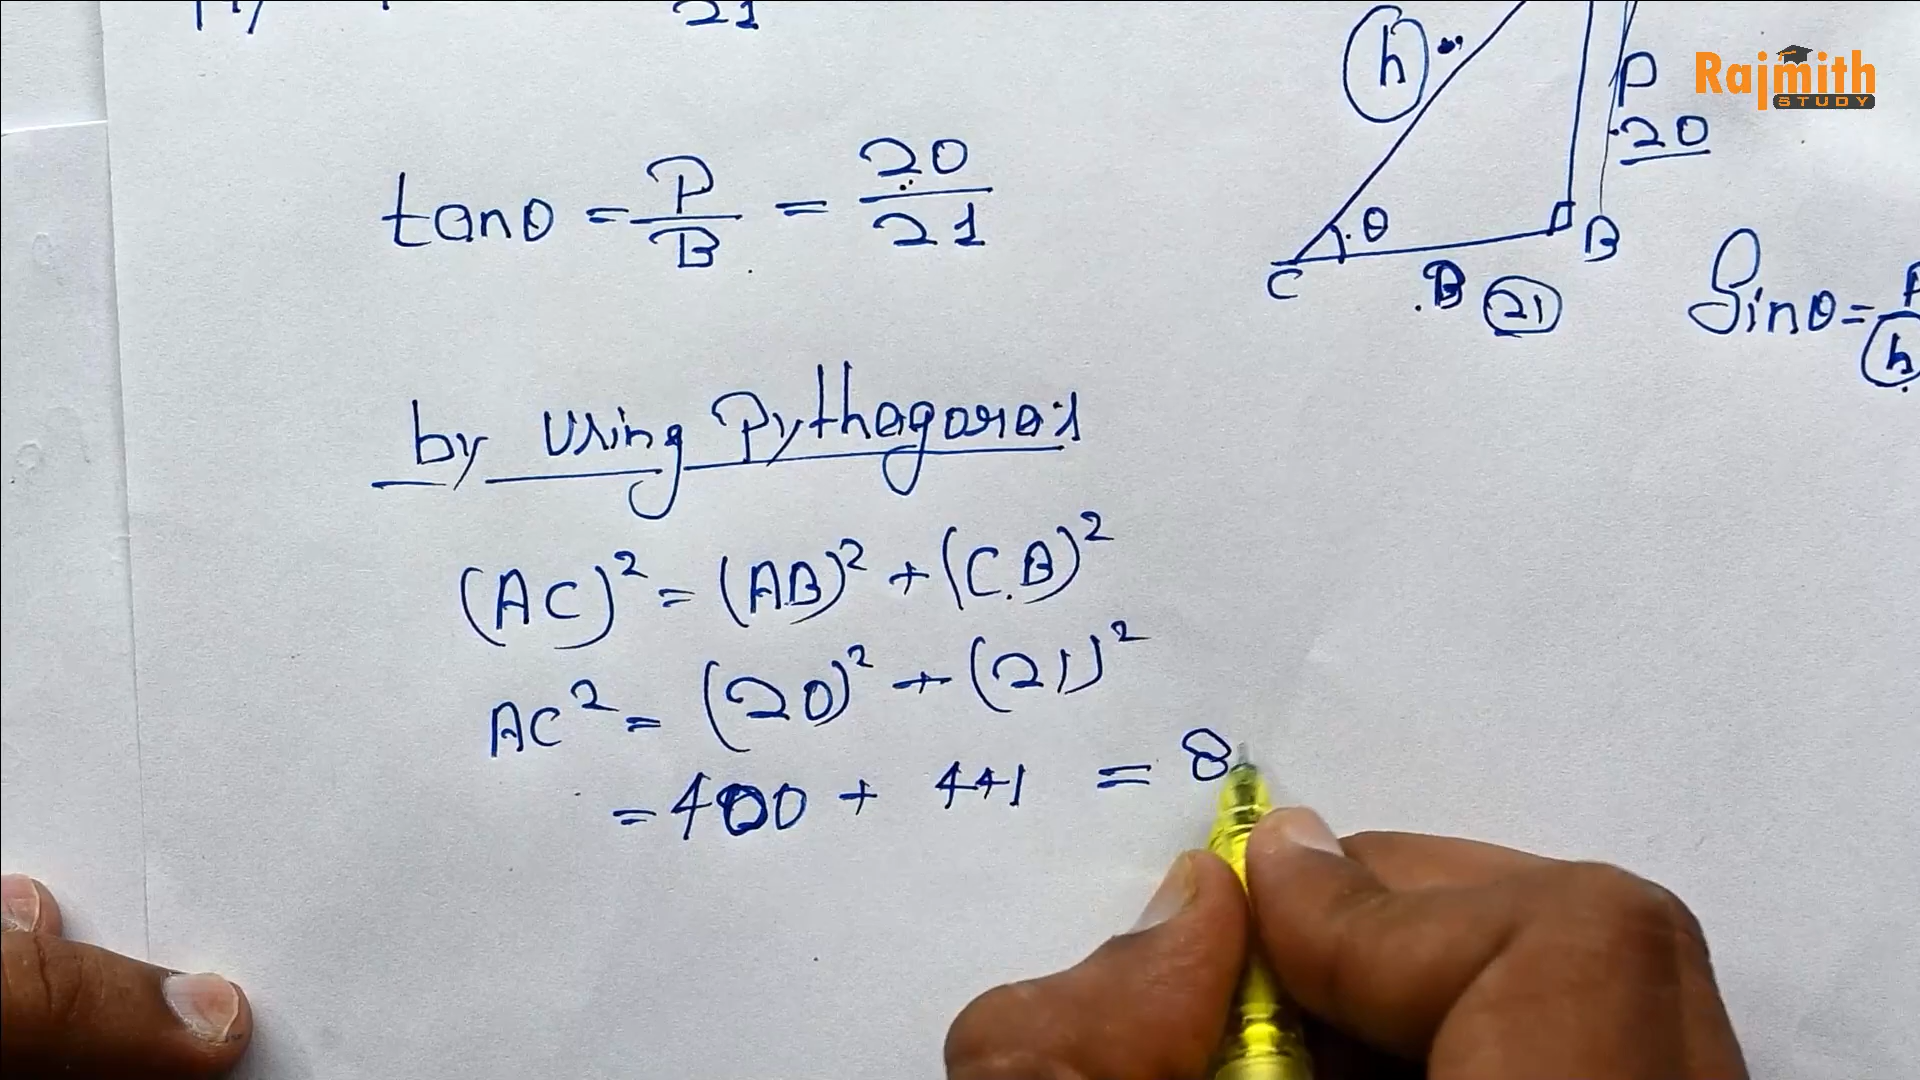 21
h
P
20
Rajmith
STUDY
tanθ = P/B = 20/21
θ
C
B
B 21
Sinθ = P/h
by Using Pythagoras
(AC)² = (AB)² + (C.B)²
AC² = (20)² + (21)²
= 400 + 441 = 8